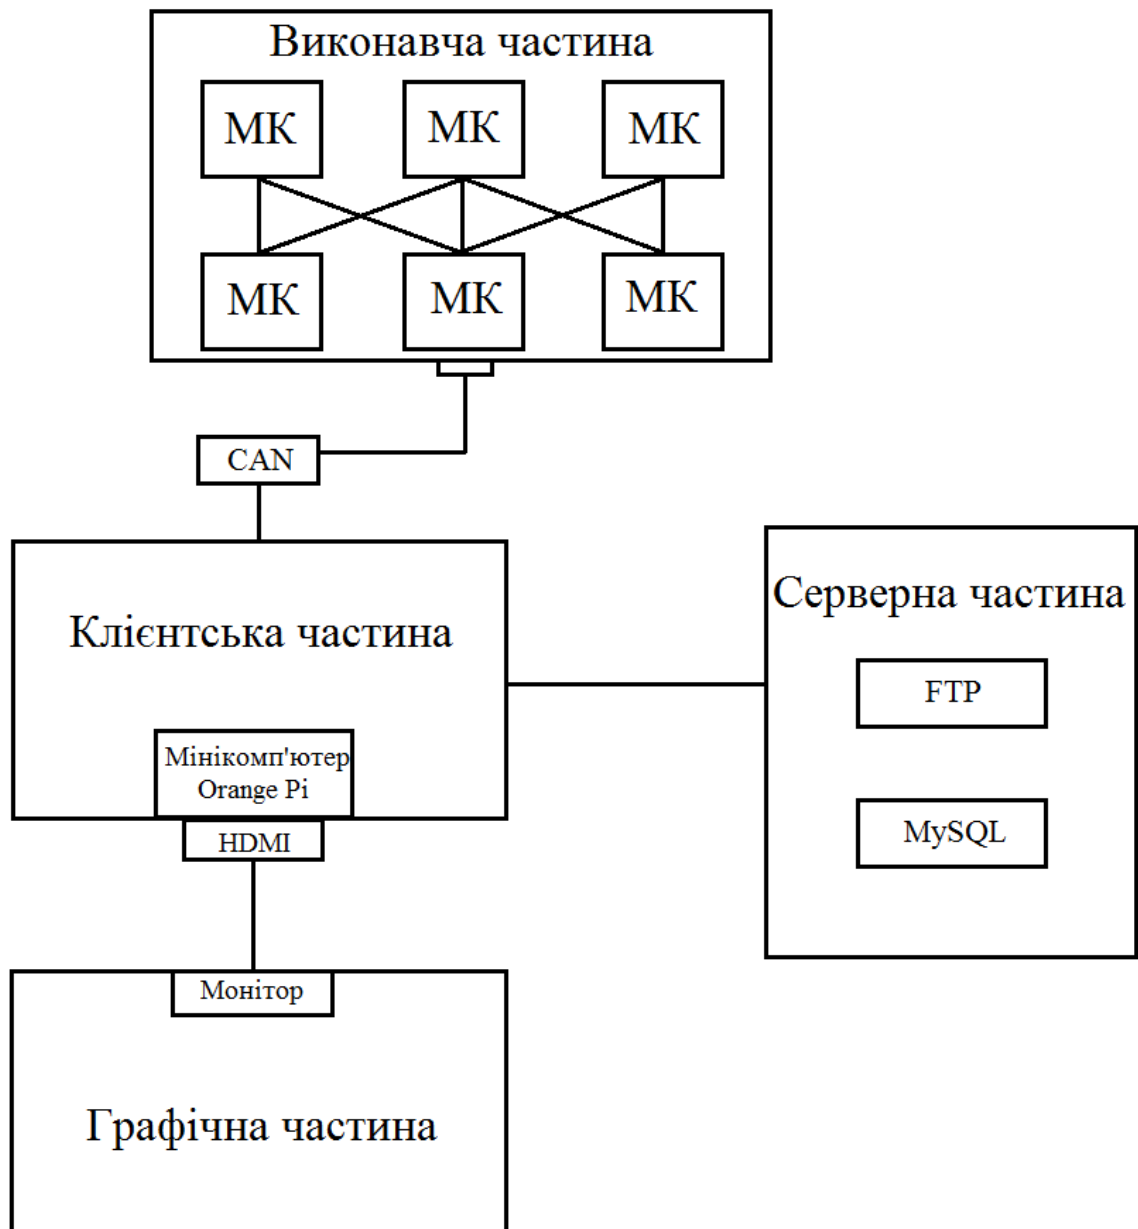 Виконавча частина
МК
МК
МК
МК
МК
МК
CAN
Клієнтська частина
Мінікомп'ютер
Orange Pi
HDMI
Серверна частина
FTP
MySQL
Монітор
Графічна частина